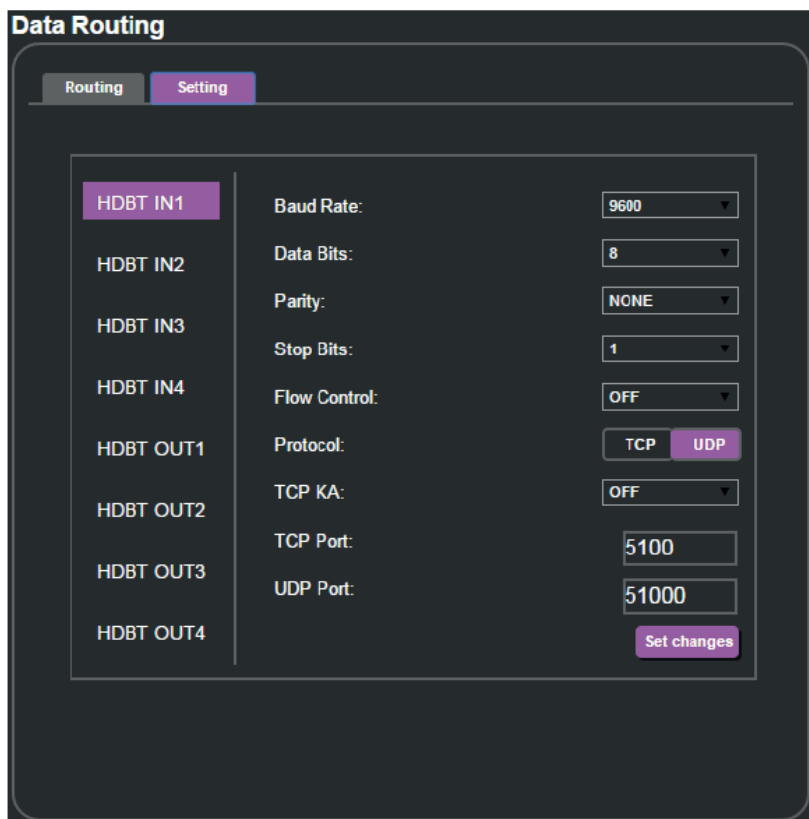 Data Routing
Routing
Setting
HDBT IN1
HDBT IN2
HDBT IN3
HDBT IN4
HDBT OUT1
HDBT OUT2
HDBT OUT3
HDBT OUT4
Baud Rate: 9600
Data Bits: 8
Parity: NONE
Stop Bits: 1
Flow Control: OFF
Protocol: TCP UDP
TCP KA: OFF
TCP Port: 5100
UDP Port: 51000
Set changes